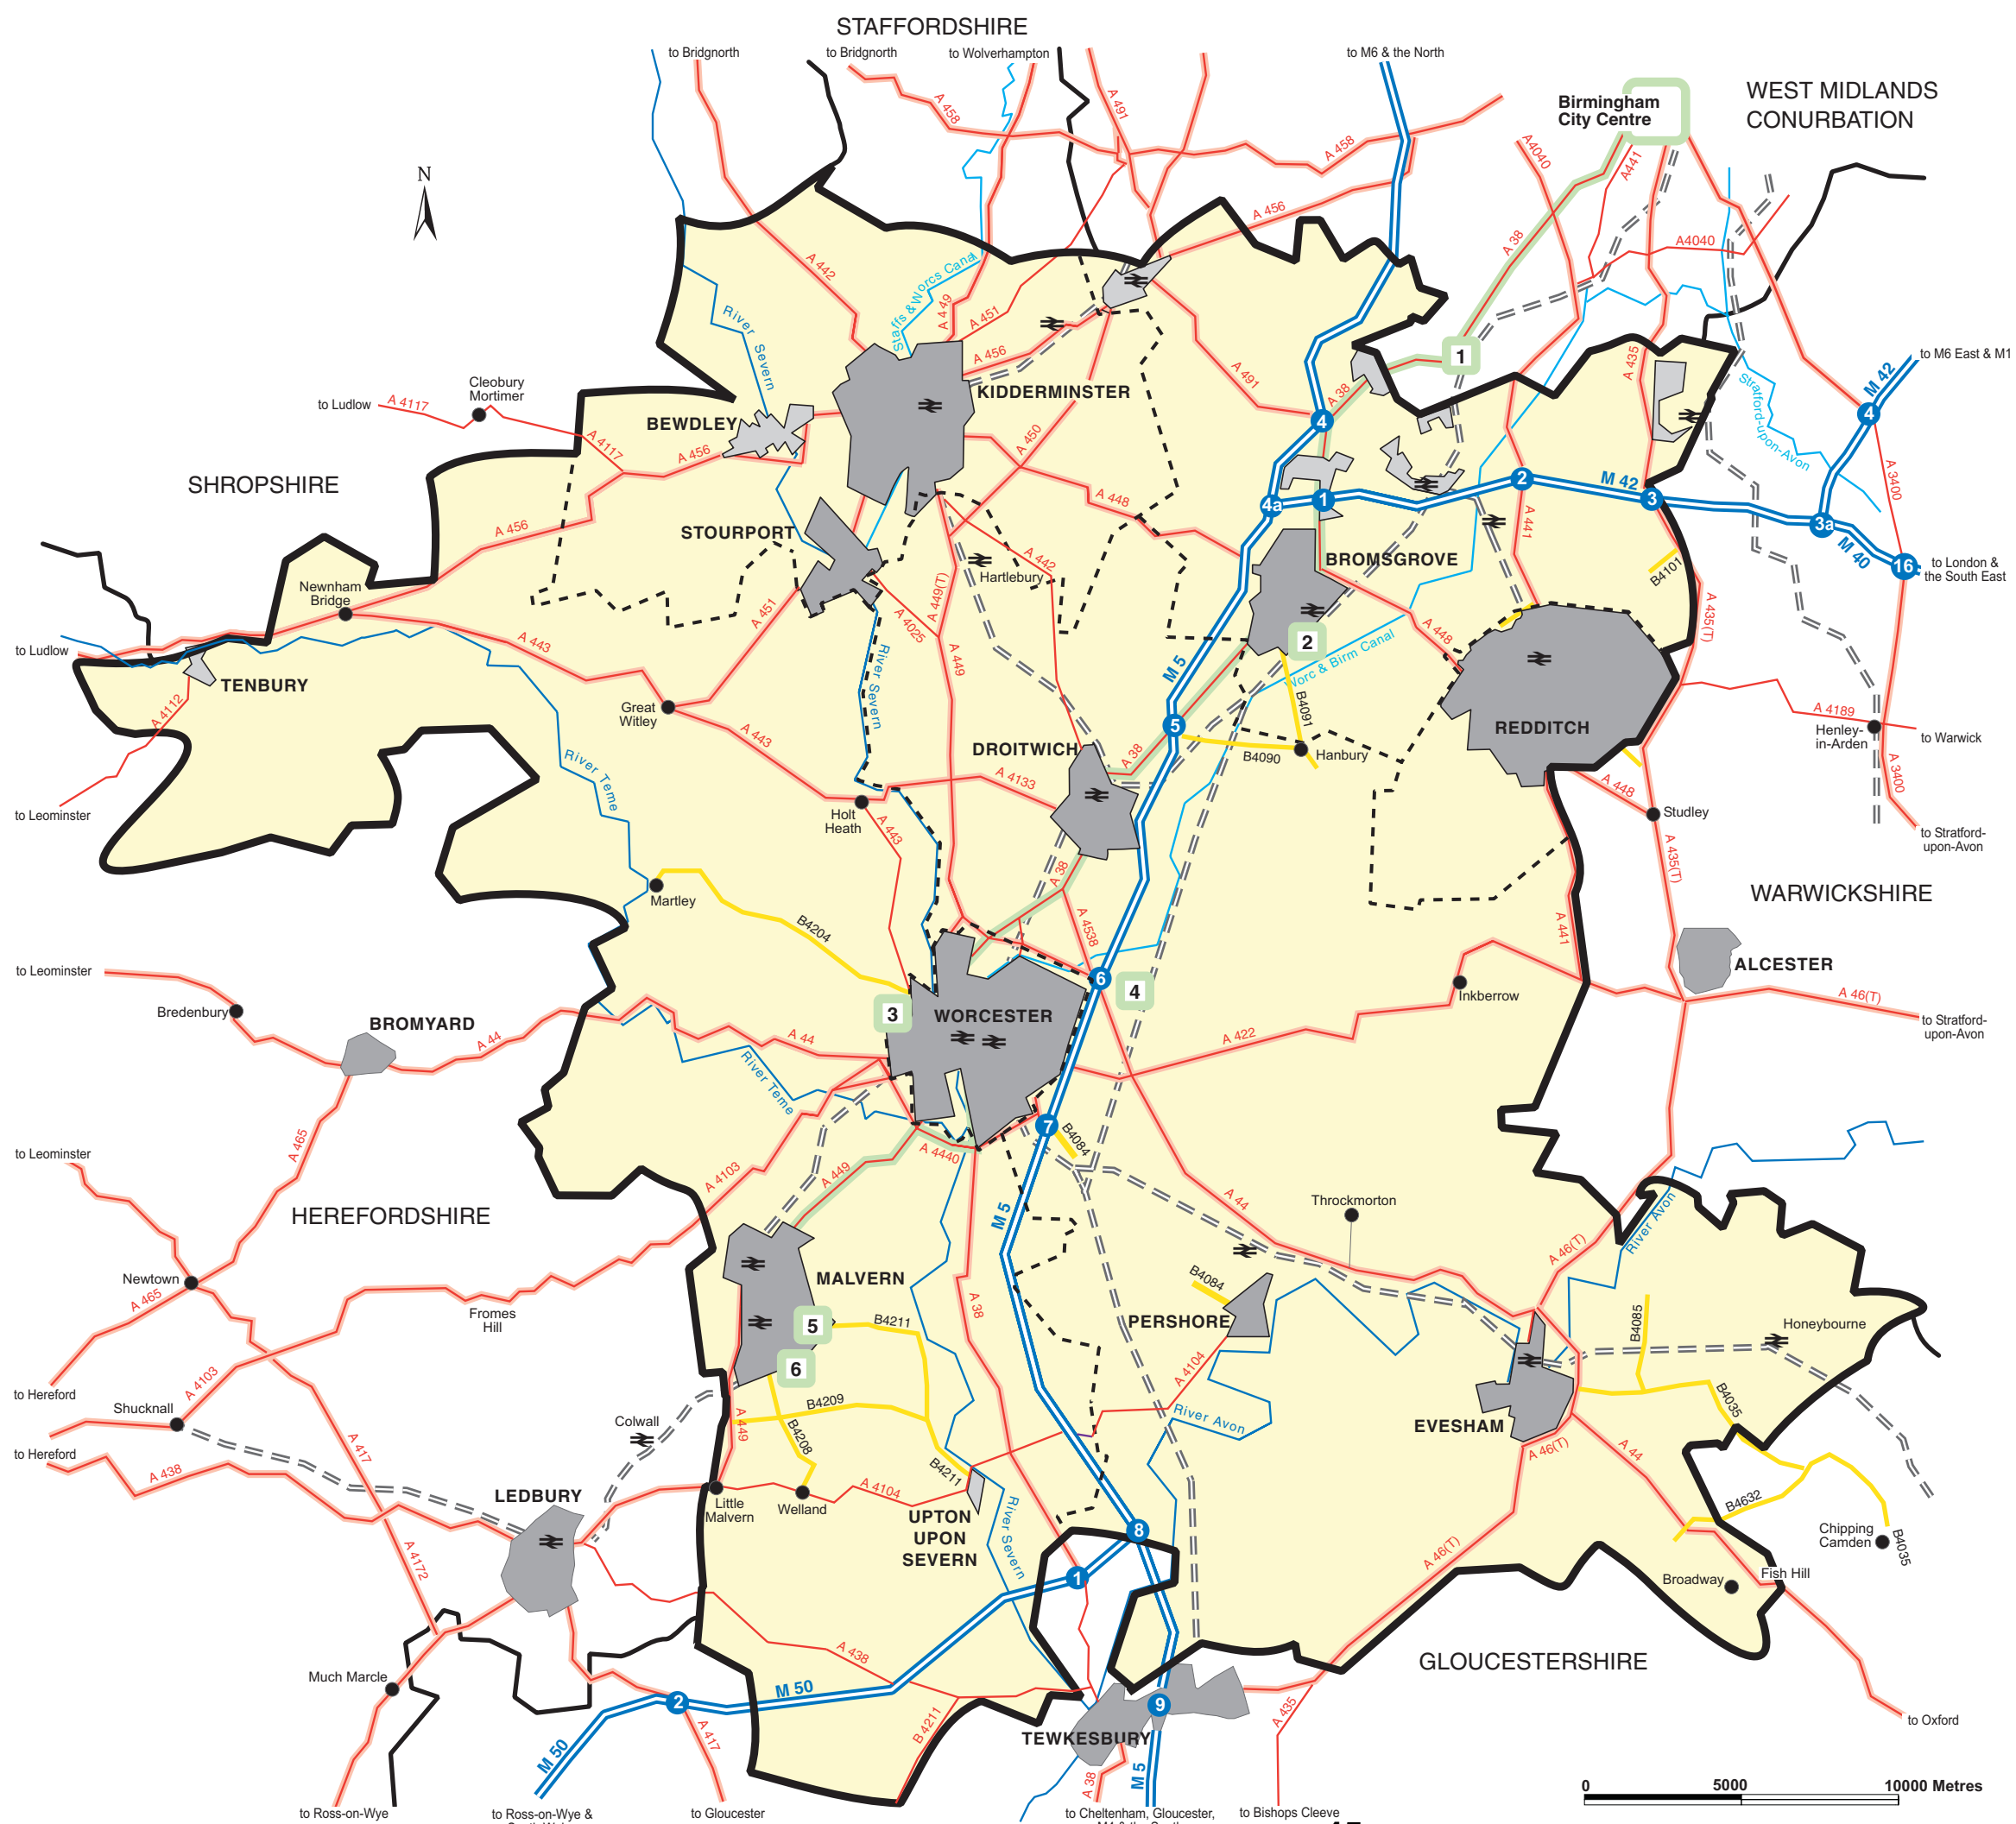 STAFFORDSHIRE
to Bridgnorth
to Bridgnorth
to Wolverhampton
to M6 & the North
WEST MIDLANDS
CONURBATION
Birmingham
City Centre
A 458
A 491
A 458
A4040
A441
N
A 456
A 38
A4040
A 442
Staffs & Worcs Canal
A 449
A 451
River Severn
A 456
1
A 435
to M6 East & M1
M 42
Stratford-upon-Avon
Cleobury
Mortimer
to Ludlow
A 4117
KIDDERMINSTER
A 491
A 38
4
4
BEWDLEY
A 4117
A 456
A 450
SHROPSHIRE
A 448
4a
1
2
M 42
3
A 3400
3a
M 40
16
A 456
STOURPORT
A 441
BROMSGROVE
to London &
the South East
Hartlebury
A 442
B4101
Newnham
Bridge
A 449(T)
A 451
A 4025
A 435(T)
to Ludlow
A 443
A 449
River Severn
2
A 448
Worc & Birm Canal
M 5
TENBURY
A 4112
Great
Witley
A 443
5
B4091
REDDITCH
A 4189
Henley-
in-Arden
to Warwick
DROITWICH
A 38
B4090
Hanbury
River Teme
A 4133
A 448
A 3400
to Leominster
Holt
Heath
A 443
Studley
to Stratford-
upon-Avon
A 38
A 435(T)
Martley
WARWICKSHIRE
B4204
A 4538
A 441
to Leominster
6
4
ALCESTER
Bredenbury
Inkberrow
A 46(T)
BROMYARD
3
WORCESTER
to Stratford-
upon-Avon
A 44
A 44
A 422
River Teme
7
B4084
A 465
to Leominster
A 4440
A 4103
A 449
HEREFORDSHIRE
M 5
A 44
Throckmorton
River Avon
A 46(T)
Newtown
A 465
MALVERN
B4084
Fromes
Hill
A 38
PERSHORE
5
B4211
B4085
Honeybourne
6
A 4104
to Hereford
A 4103
Shucknall
B4209
A 449
B4208
River Avon
B4035
EVESHAM
Colwall
A 417
to Hereford
A 438
A 46(T)
A 44
B4211
LEDBURY
Little
Malvern
Welland
A 4104
B4632
UPTON
UPON
SEVERN
River Severn
8
Chipping
Camden
B4035
A 4172
1
A 46(T)
Broadway
Fish Hill
A 438
GLOUCESTERSHIRE
Much Marcle
M 50
2
9
A 417
B 4211
TEWKESBURY
A 435
to Oxford
M 50
M 5
A 38
0 5000 10000 Metres
to Ross-on-Wye
to Ross-on-Wye &
to Gloucester
to Cheltenham, Gloucester,
to Bishops Cleeve